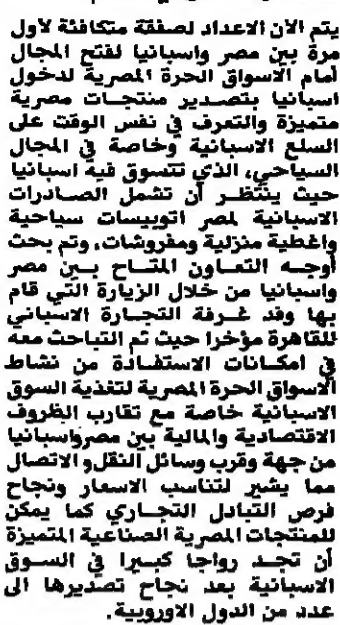 يتم الان الاعداد لصفقة متكافئة لاول
مرة بين مصر واسبانيا لفتح المجال
أمام الاسواق الحرة المصرية لدخول
اسبانيا بتصدير منتجات مصرية
متميزة والتعرف في نفس الوقت على
السلع الاسبانية وخاصة في المجال
السياحي، الذي تتسوق فيه اسبانيا
حيث ينتظر أن تشمل الصادرات
الاسبانية لمصر اتوبيسات سياحية
واغطية منزلية ومفروشات، وتم بحث
أوجه التعاون المتاح بين مصر
واسبانيا من خلال الزيارة التي قام
بها وفد غرفة التجارة الاسباني
للقاهرة مؤخرا حيث تم التباحث معه
في امكانات الاستفادة من نشاط
الاسواق الحرة المصرية لتغذية السوق
الاسبانية خاصة مع تقارب الظروف
الاقتصادية والمالية بين مصرواسبانيا
من جهة وقرب وسائل النقل و الاتصال
مما يشير لتناسب الاسعار ونجاح
فرص التبادل التجاري كما يمكن
للمنتجات المصرية الصناعية المتميزة
أن تجد رواجا كبيرا في السوق
الاسبانية بعد نجاح تصديرها الى
عدد من الدول الاوروبية.